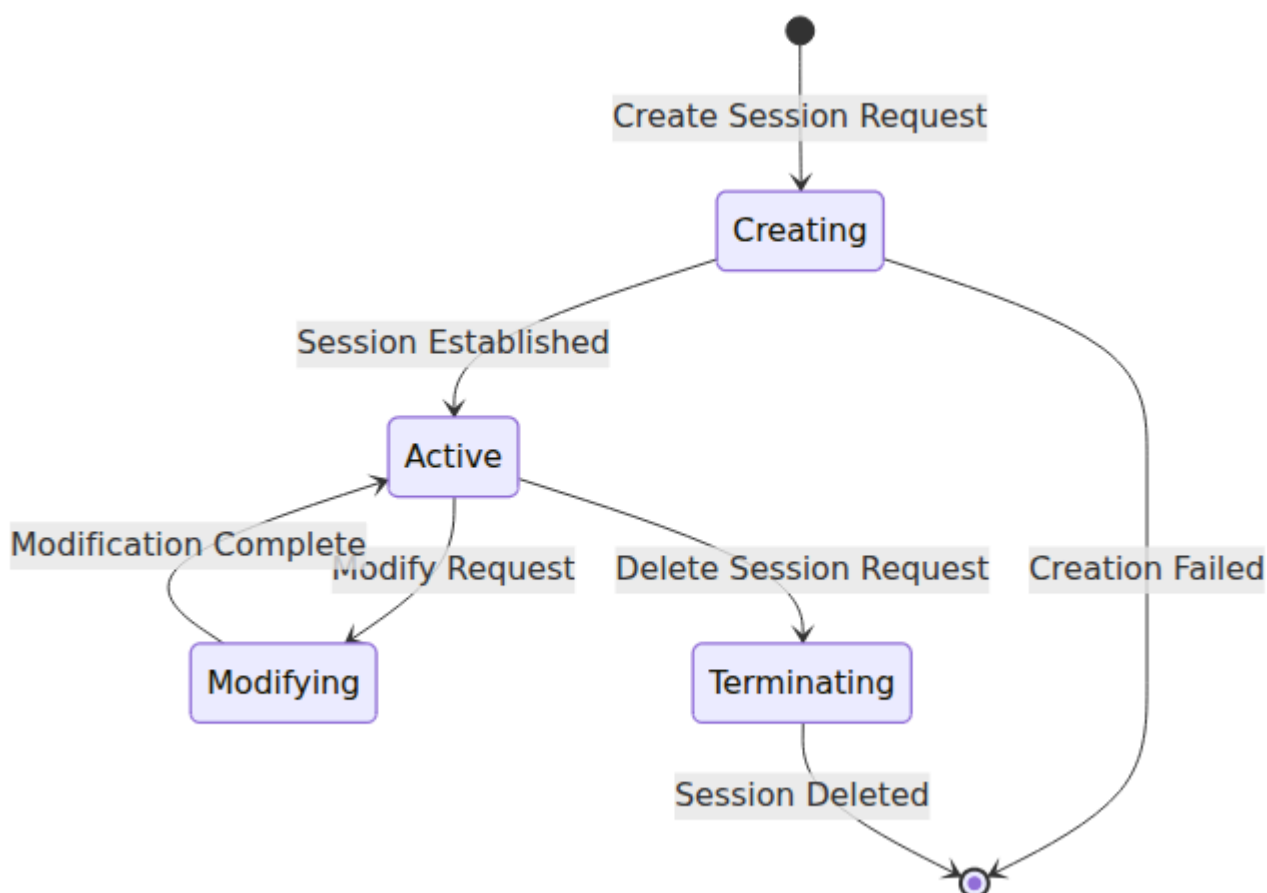 Create Session Request
Creating
Session Established
Active
Modification Complete
Modify Request
Delete Session Request
Creation Failed
Modifying
Terminating
Session Deleted